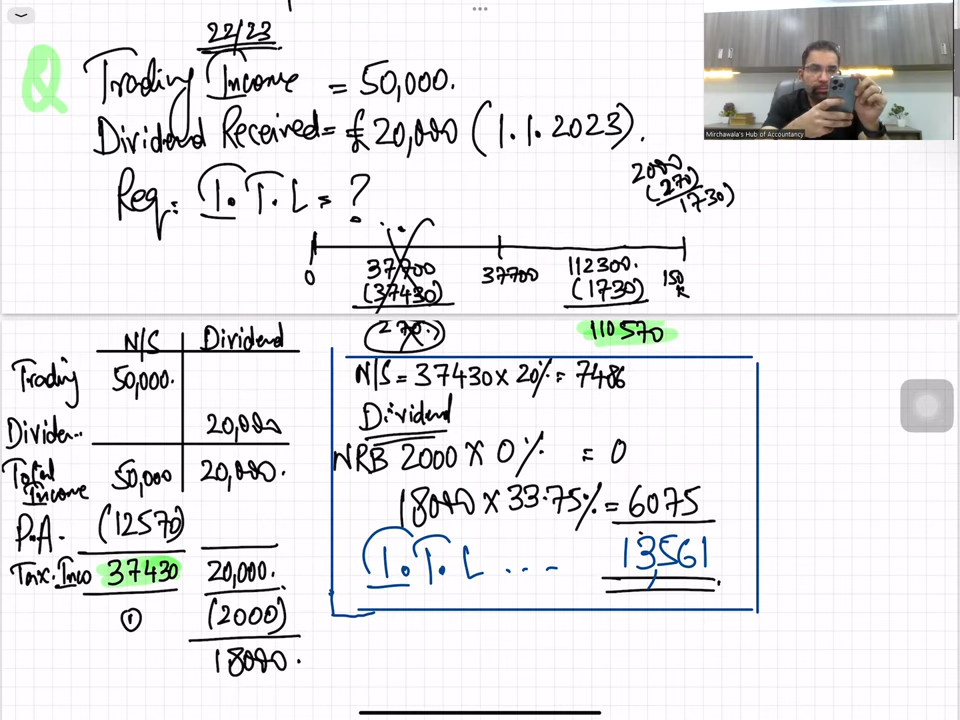 22/23
Q Trading Income = 50,000.
Dividend Received = £20,000 (1.1.2023).
Req: I.T.L = ?
2000
(270)
1730)
0 37700 37700 112300. 150k
(37430) (1730)
270 110570
N/S Dividend
Trading 50,000.
Dividen.. 20,000
Total Income 50,000 20,000.
P.A. (12570)
Tax. Inco 37430 20,000.
① (2000)
18000.
N/S = 37430 x 20% = 7486
Dividend
NRB 2000 x 0% = 0
18000 x 33.75% = 6075
I.T.L ... 13,561
Mirchawala's Hub of Accountancy